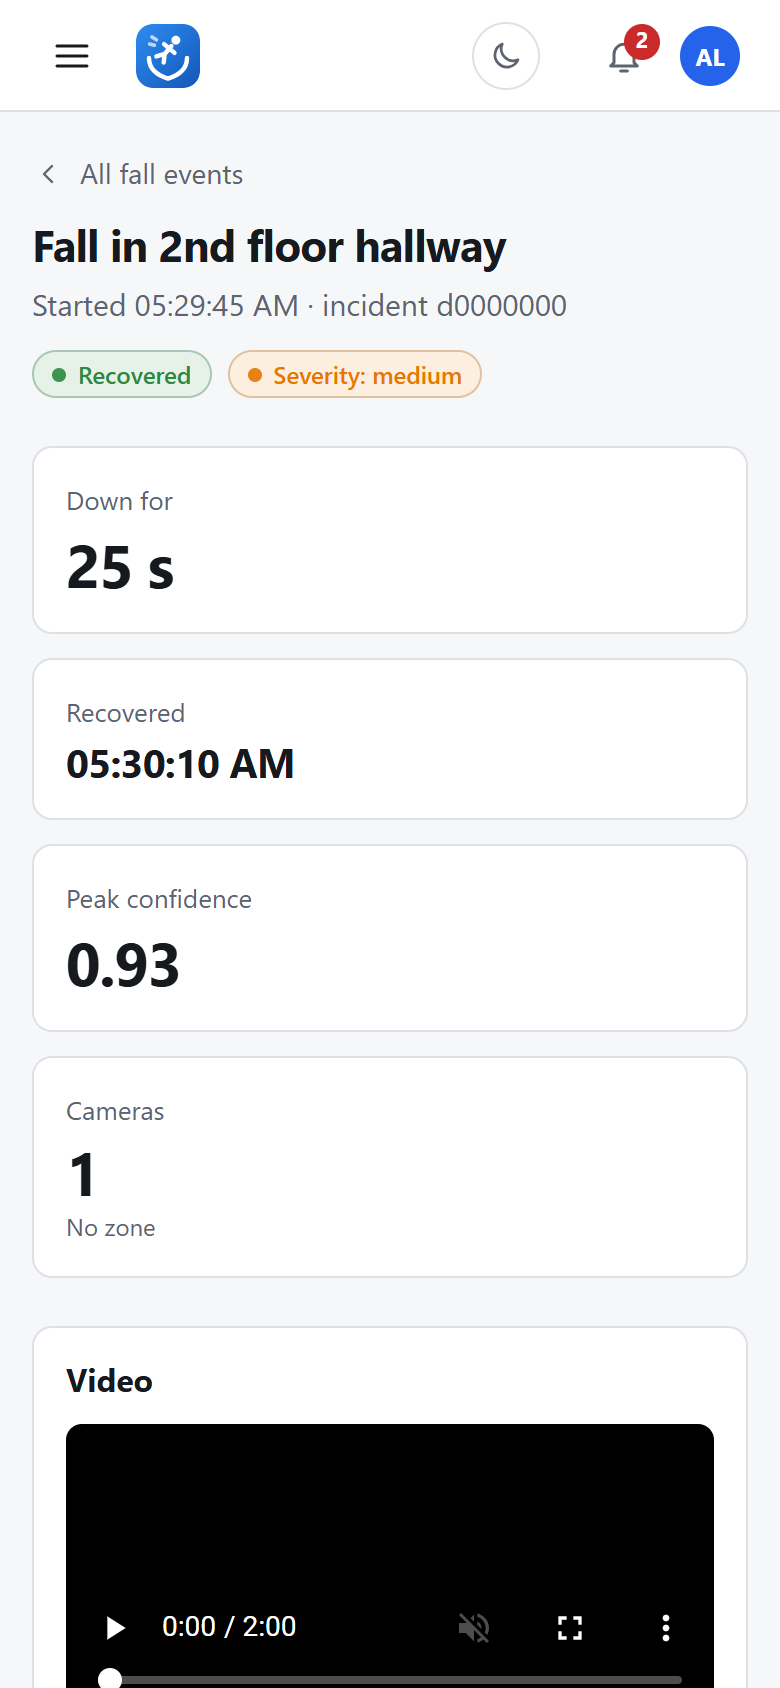 2
AL
All fall events
Fall in 2nd floor hallway
Started 05:29:45 AM · incident d0000000
Recovered
Severity: medium
Down for
25 s
Recovered
05:30:10 AM
Peak confidence
0.93
Cameras
1
No zone
Video
0:00 / 2:00